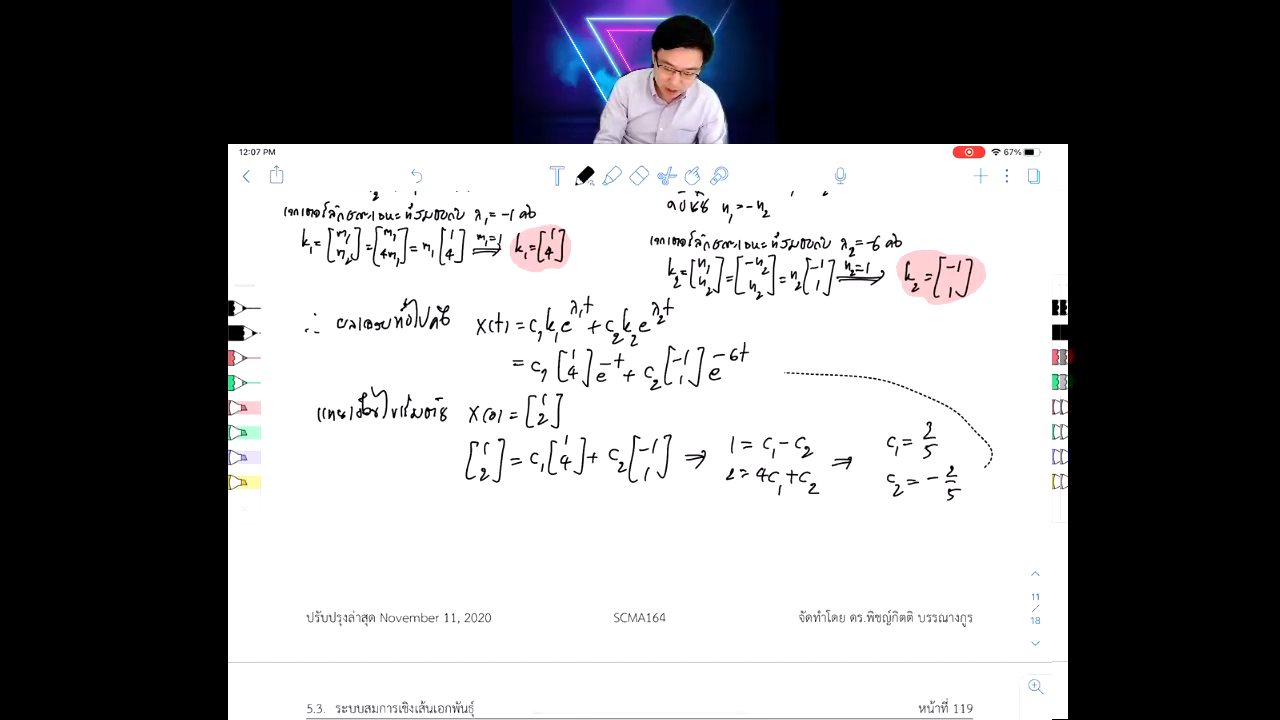 12:07 PM
67%
T
ดังนั้น n₁ = -n₂
เวกเตอร์ลักษณะเฉพาะที่สมนัยกับ λ₁ = -1 คือ
เวกเตอร์ลักษณะเฉพาะที่สมนัยกับ λ₂ = -6 คือ
k₁ = [m₁ m₂] = [m₁ 4m₁] = m₁ [1 4] m₁=1 ⇒ k₁ = [1 4]
k₂ = [n₁ n₂] = [-n₂ n₂] = n₂ [-1 1] n₂=1 ⇒ k₂ = [-1 1]
∴ ผลเฉลยทั่วไปคือ X(t) = c₁k₁e^λ₁t + c₂k₂e^λ₂t
= c₁ [1 4] e^-t + c₂ [-1 1] e^-6t
แทนเงื่อนไขเริ่มต้น X(0) = [1 2]
[1 2] = c₁ [1 4] + c₂ [-1 1] ⇒ 1 = c₁ - c₂ ⇒ c₁ = 3/5
2 = 4c₁ + c₂ c₂ = - 2/5
11
/
18
ปรับปรุงล่าสุด November 11, 2020 SCMA164 จัดทำโดย ดร.พิชญ์กิตติ บรรณางกูร
5.3. ระบบสมการเชิงเส้นเอกพันธุ์ หน้าที่ 119